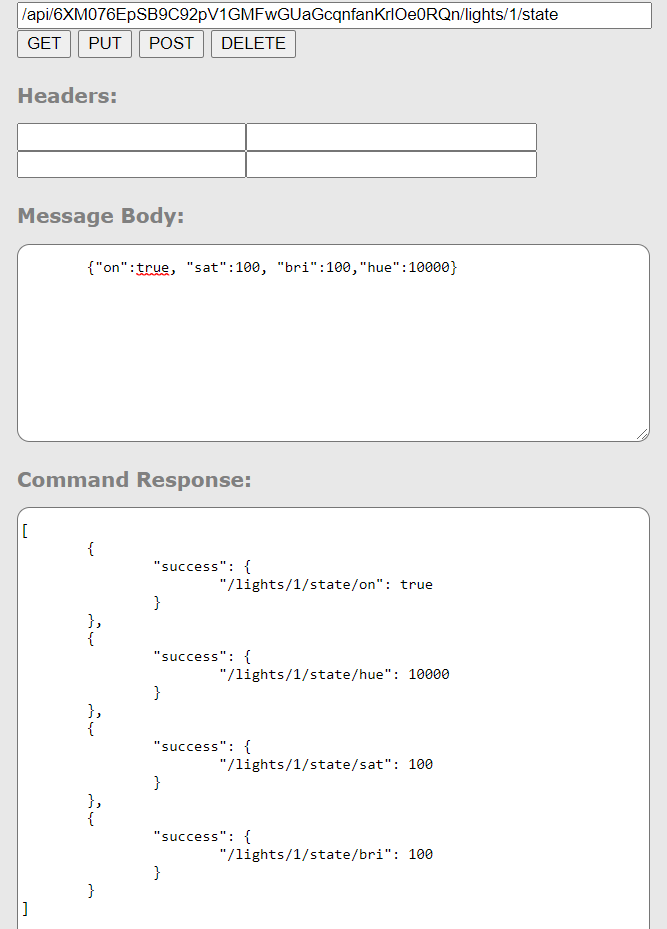 /api/6XM076EpSB9C92pV1GMFwGUaGcqnfanKrlOe0RQn/lights/1/state
GET PUT POST DELETE
Headers:
Message Body:
{"on":true, "sat":100, "bri":100,"hue":10000}
Command Response:
[
{
"success": {
"/lights/1/state/on": true
}
},
{
"success": {
"/lights/1/state/hue": 10000
}
},
{
"success": {
"/lights/1/state/sat": 100
}
},
{
"success": {
"/lights/1/state/bri": 100
}
}
]